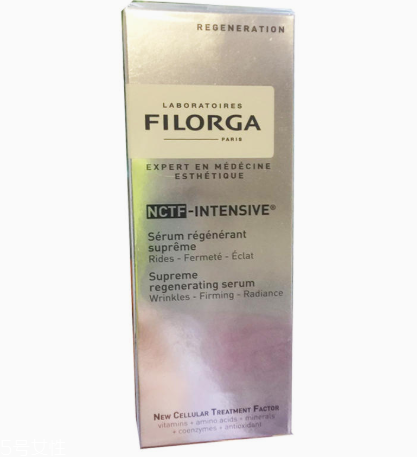 REGENERATION
LABORATOIRES
FILORGA
PARIS
EXPERT EN MÉDECINE
ESTHÉTIQUE
NCTF-INTENSIVE®
Sérum régénérant
suprême
Rides - Fermeté - Éclat
Supreme
regenerating serum
Wrinkles - Firming - Radiance
NEW CELLULAR TREATMENT FACTOR
vitamins + amino acids + minerals
+ coenzymes + antioxidant